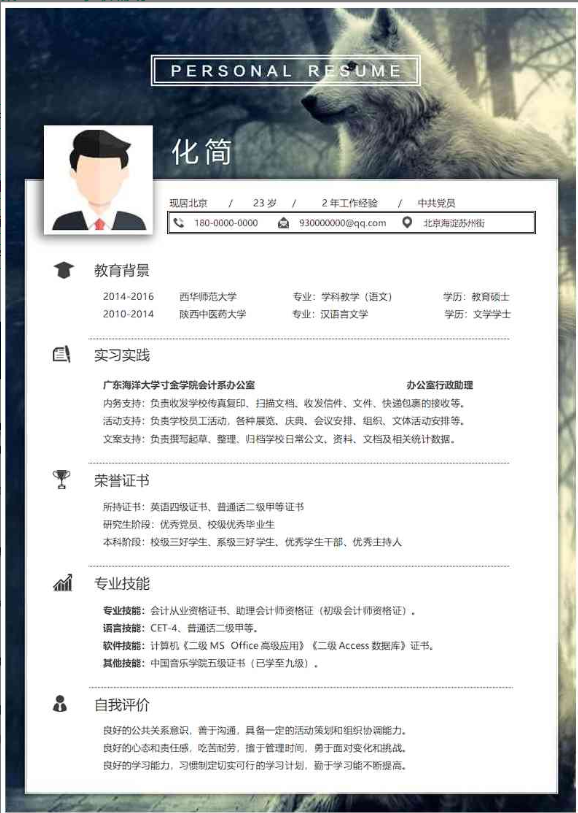 PERSONAL RESUME
化简
现居北京 / 23 岁 / 2 年工作经验 / 中共党员
180-0000-0000 930000000@qq.com 北京海淀苏州街
教育背景
2014-2016 西华师范大学 专业：学科教学（语文） 学历：教育硕士
2010-2014 陕西中医药大学 专业：汉语言文学 学历：文学学士
实习实践
广东海洋大学寸金学院会计系办公室 办公室行政助理
内务支持：负责收发学校传真复印、扫描文档、收发信件、文件、快递包裹的接收等。
活动支持：负责学校员工活动，各种展览、庆典、会议安排、组织、文体活动安排等。
文案支持：负责撰写起草、整理、归档学校日常公文、资料、文档及相关统计数据。
荣誉证书
所持证书：英语四级证书、普通话二级甲等证书
研究生阶段：优秀党员、校级优秀毕业生
本科阶段：校级三好学生、系级三好学生、优秀学生干部、优秀主持人
专业技能
专业技能：会计从业资格证书、助理会计师资格证（初级会计师资格证）。
语言技能：CET-4、普通话二级甲等。
软件技能：计算机《二级 MS Office 高级应用》《二级 Access 数据库》证书。
其他技能：中国音乐学院五级证书（已学至九级）。
自我评价
良好的公共关系意识，善于沟通，具备一定的活动策划和组织协调能力。
良好的心态和责任感，吃苦耐劳，擅于管理时间，勇于面对变化和挑战。
良好的学习能力，习惯制定切实可行的学习计划，勤于学习能不断提高。